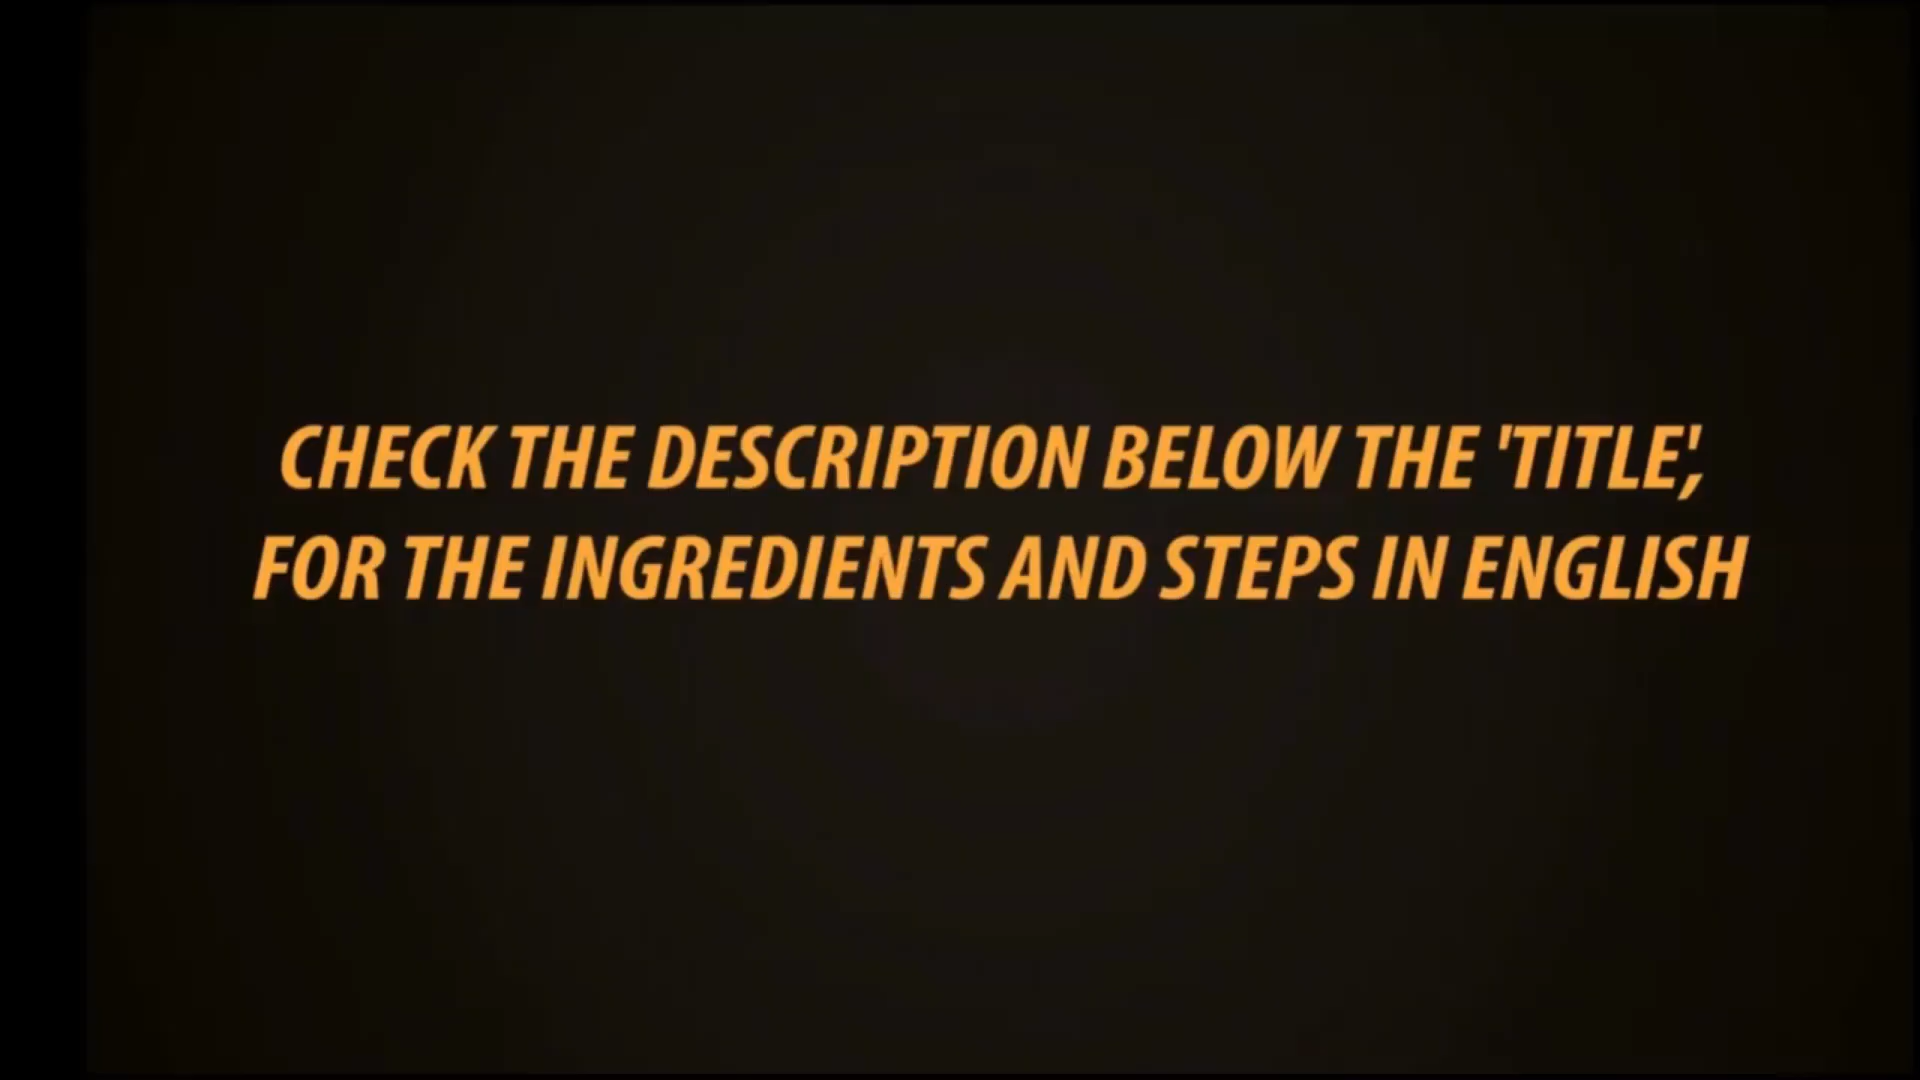 CHECK THE DESCRIPTION BELOW THE 'TITLE',
FOR THE INGREDIENTS AND STEPS IN ENGLISH